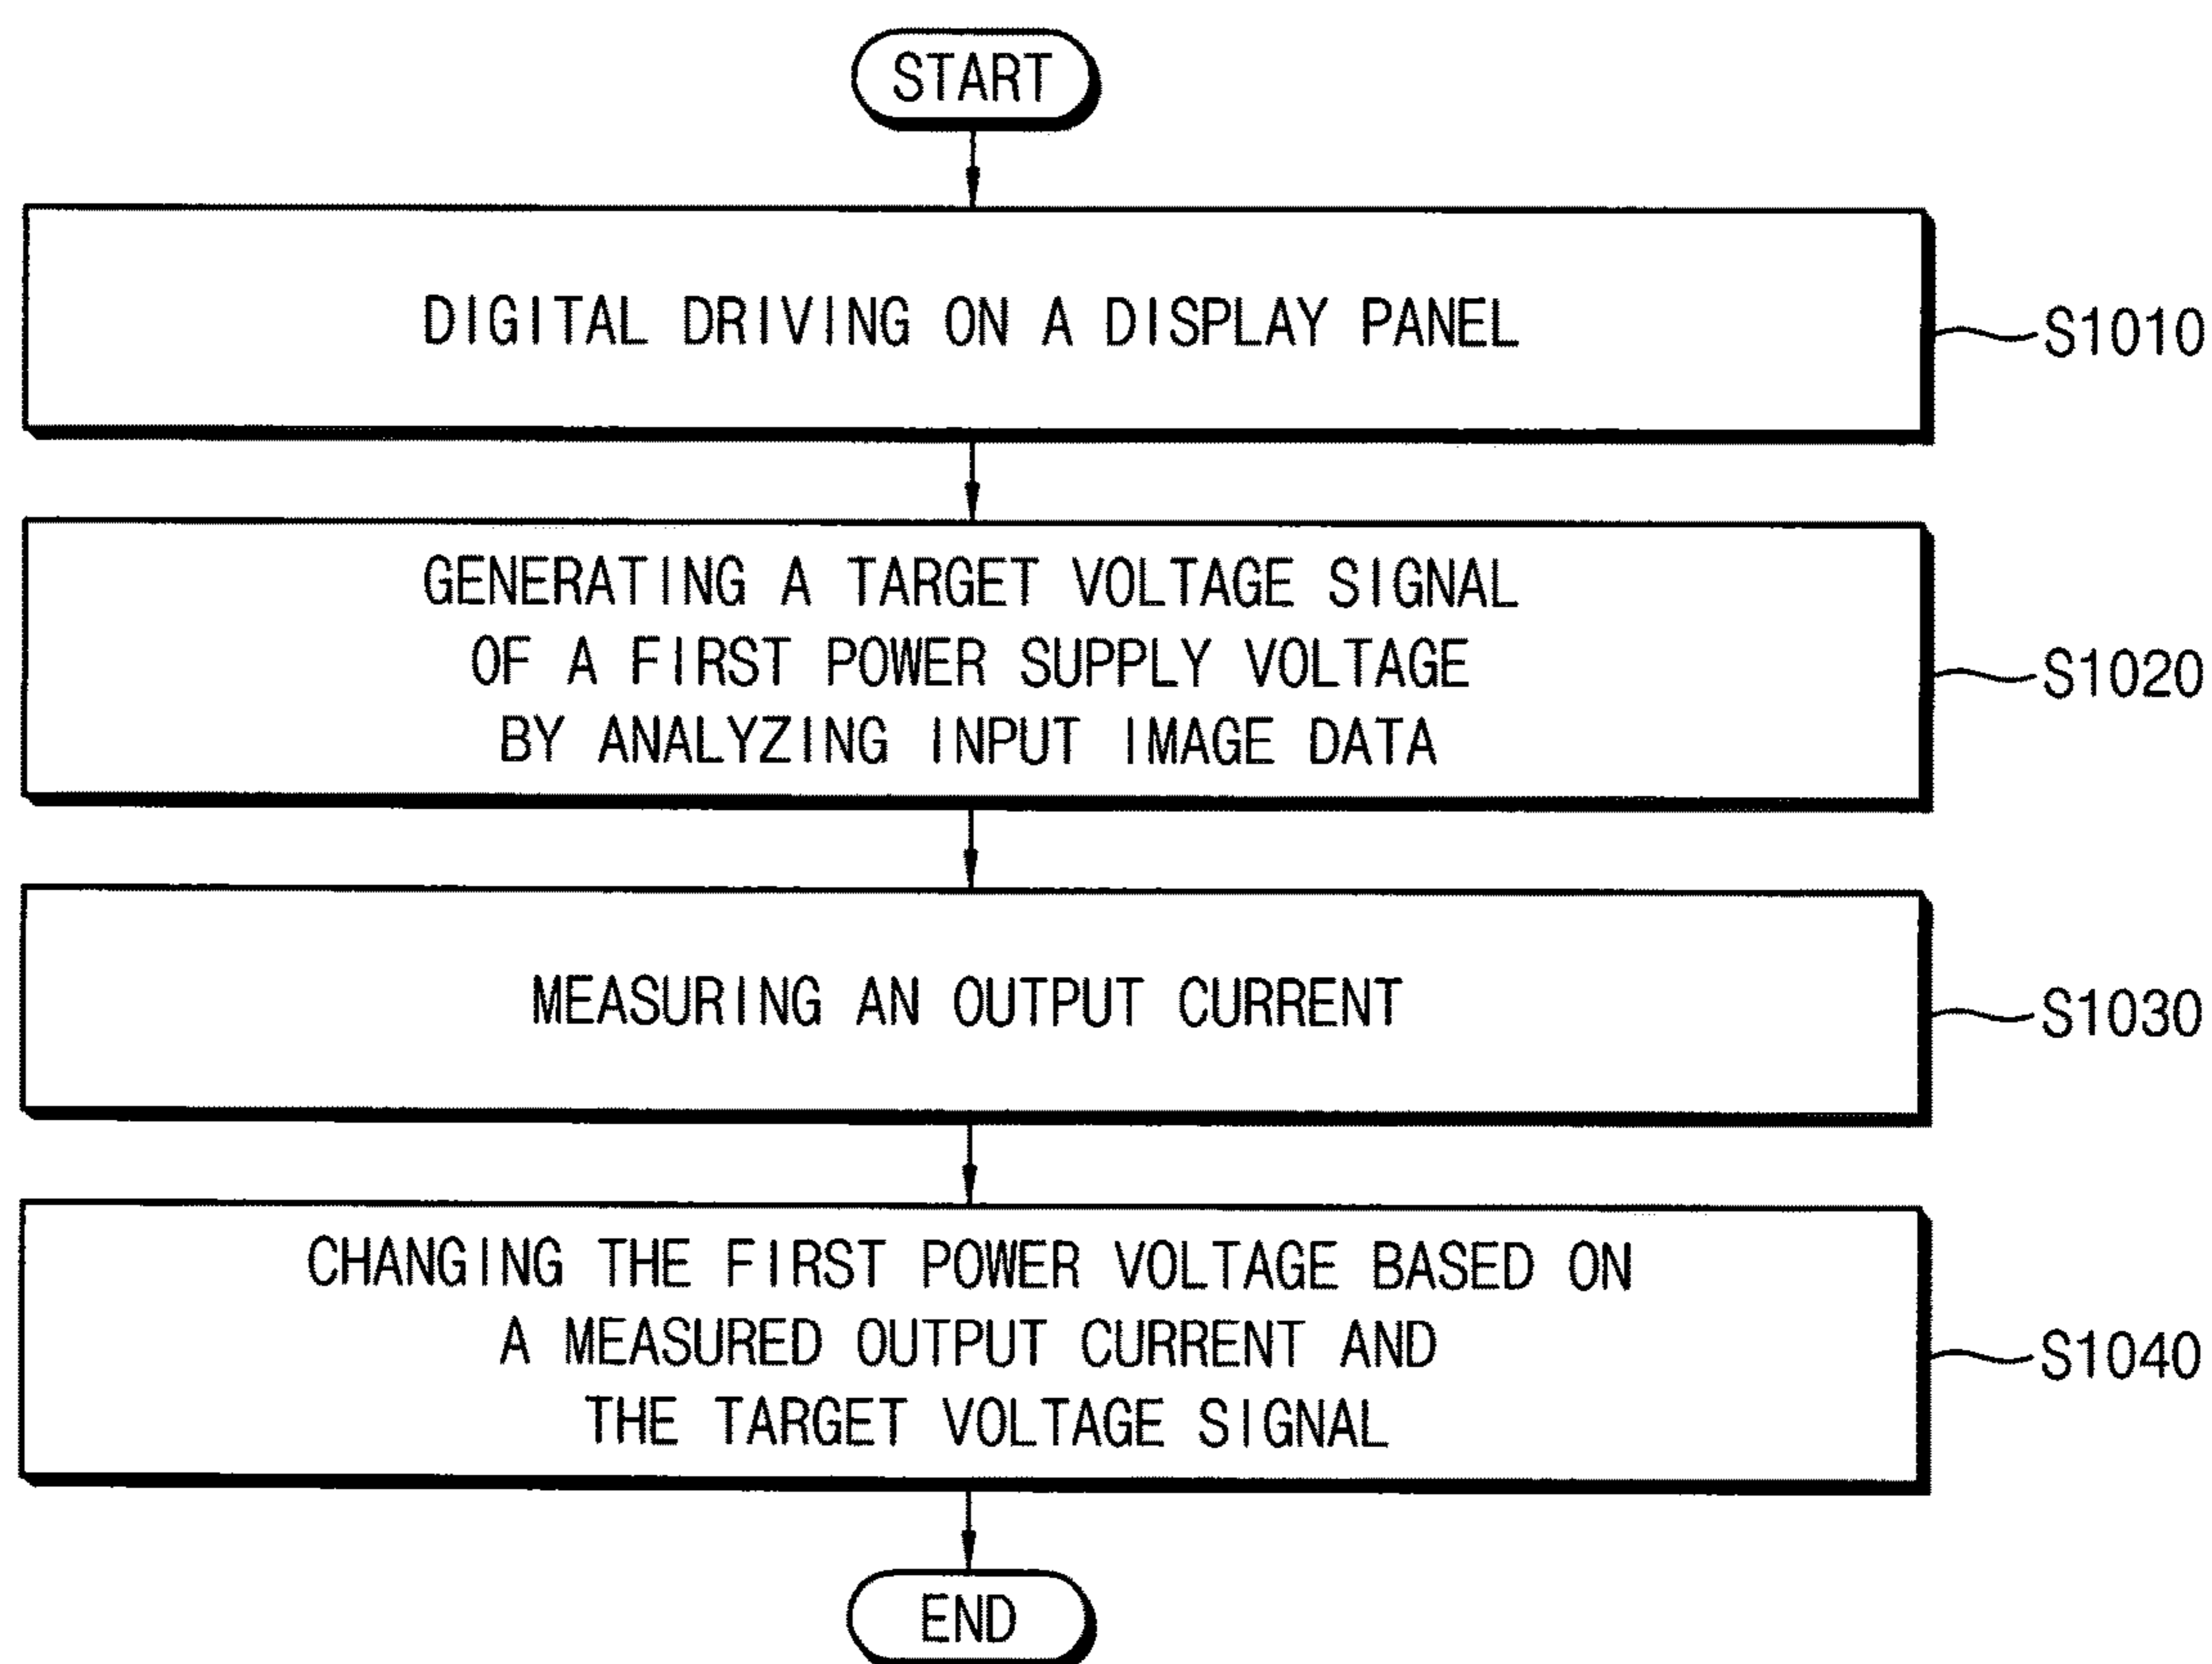 START
DIGITAL DRIVING ON A DISPLAY PANEL
S1010
GENERATING A TARGET VOLTAGE SIGNAL
OF A FIRST POWER SUPPLY VOLTAGE
BY ANALYZING INPUT IMAGE DATA
S1020
MEASURING AN OUTPUT CURRENT
S1030
CHANGING THE FIRST POWER VOLTAGE BASED ON
A MEASURED OUTPUT CURRENT AND
THE TARGET VOLTAGE SIGNAL
S1040
END